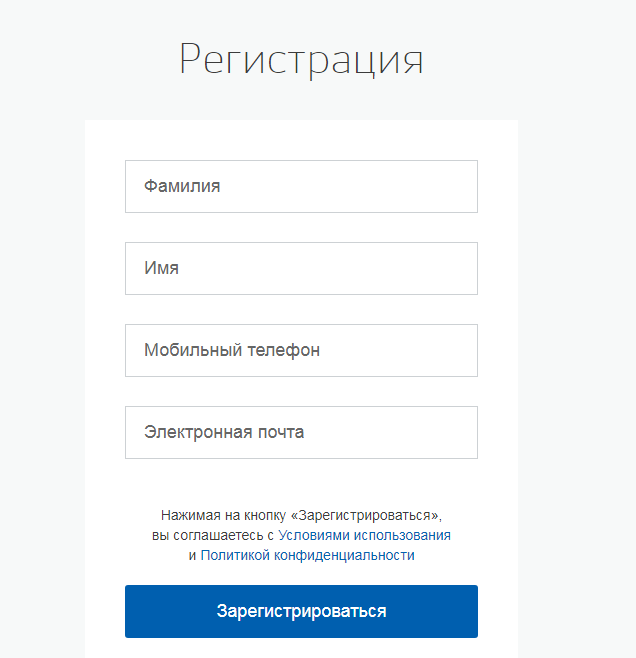 Регистрация
Фамилия
Имя
Мобильный телефон
Электронная почта
Нажимая на кнопку «Зарегистрироваться»,
вы соглашаетесь с Условиями использования
и Политикой конфиденциальности
Зарегистрироваться